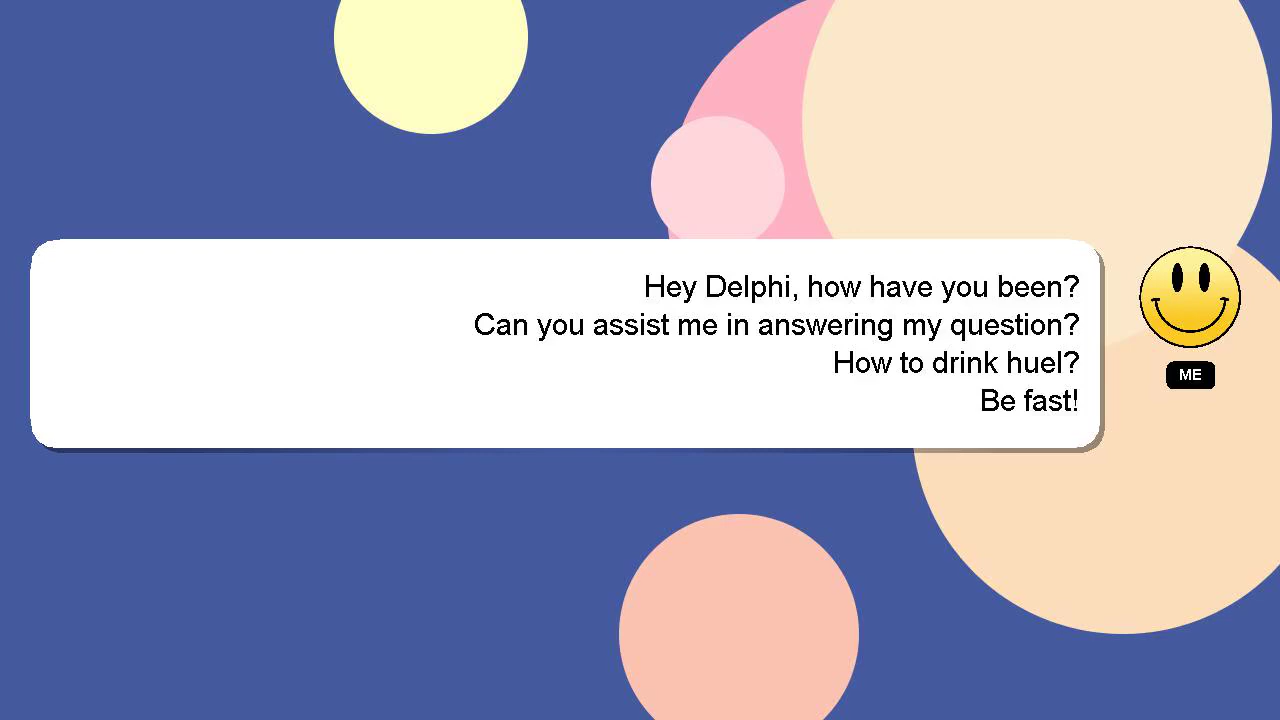 Hey Delphi, how have you been?
Can you assist me in answering my question?
How to drink huel?
Be fast!
ME